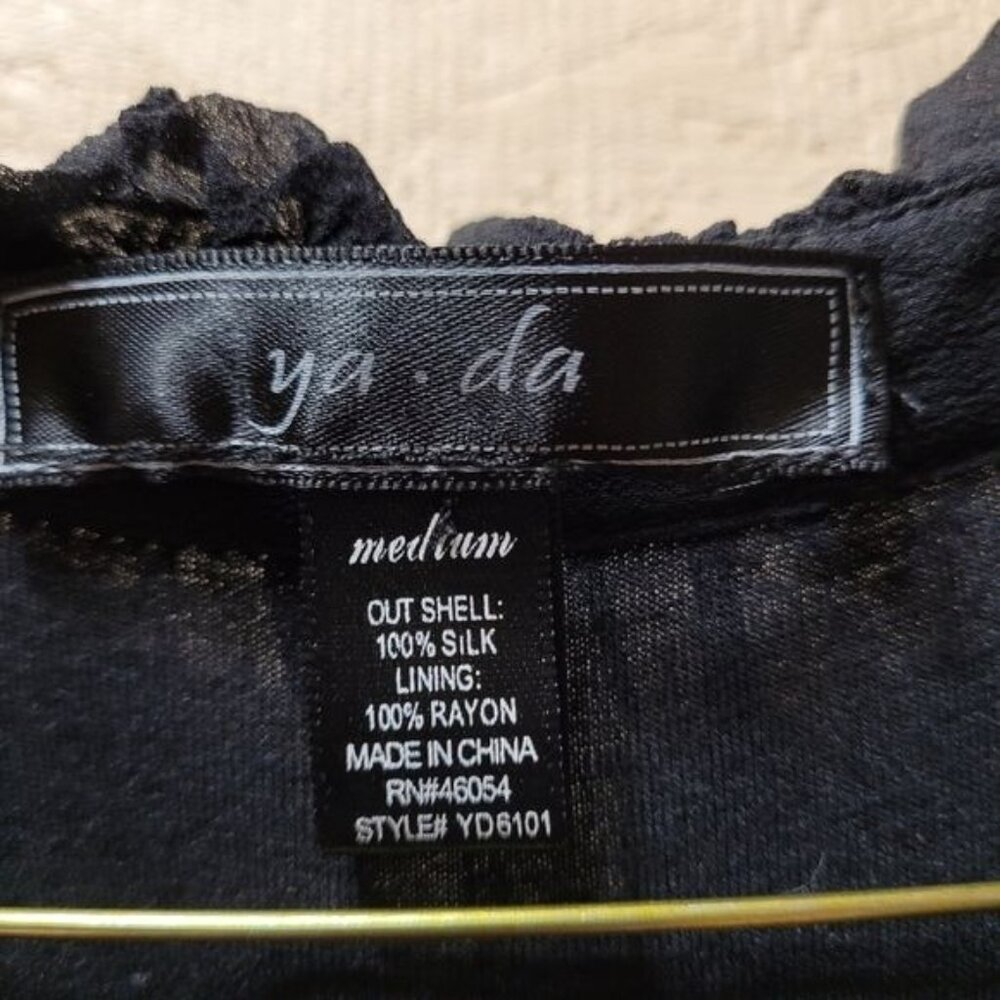 ya • da
medium
OUT SHELL:
100% SILK
LINING:
100% RAYON
MADE IN CHINA
RN#46054
STYLE# YD6101